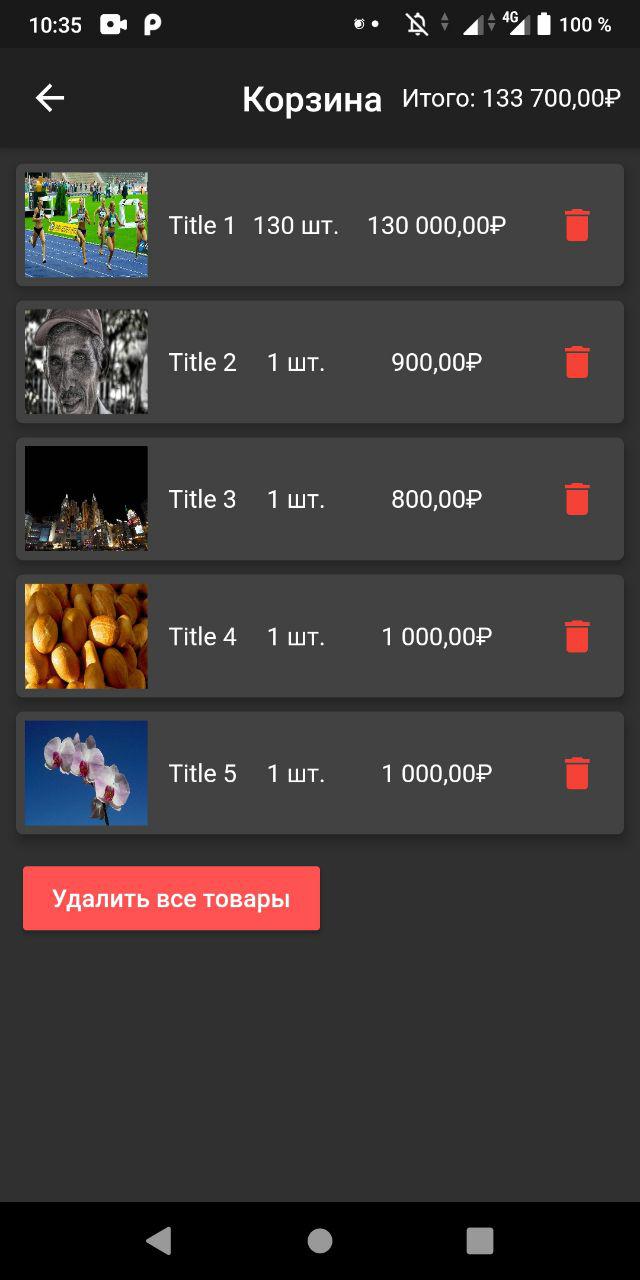 10:35 4G 100 %
Корзина Итого: 133 700,00₽
Title 1 130 шт. 130 000,00₽
Title 2 1 шт. 900,00₽
Title 3 1 шт. 800,00₽
Title 4 1 шт. 1 000,00₽
Title 5 1 шт. 1 000,00₽
Удалить все товары